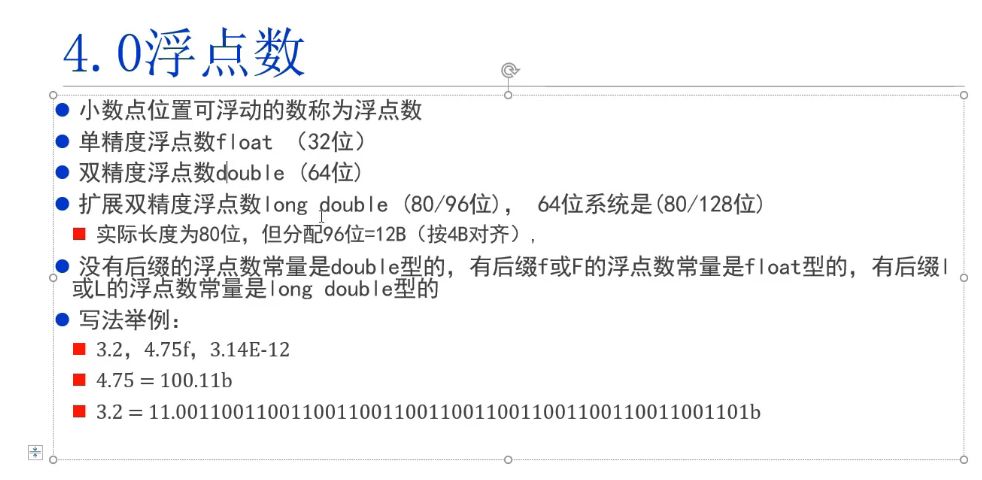 4.0浮点数
小数点位置可浮动的数称为浮点数
单精度浮点数float （32位）
双精度浮点数double (64位)
扩展双精度浮点数long double (80/96位)， 64位系统是(80/128位)
实际长度为80位，但分配96位=12B（按4B对齐）,
没有后缀的浮点数常量是double型的，有后缀f或F的浮点数常量是float型的，有后缀l
或L的浮点数常量是long double型的
写法举例：
3.2，4.75f，3.14E-12
4.75 = 100.11b
3.2 = 11.001100110011001100110011001100110011001100110011001101b